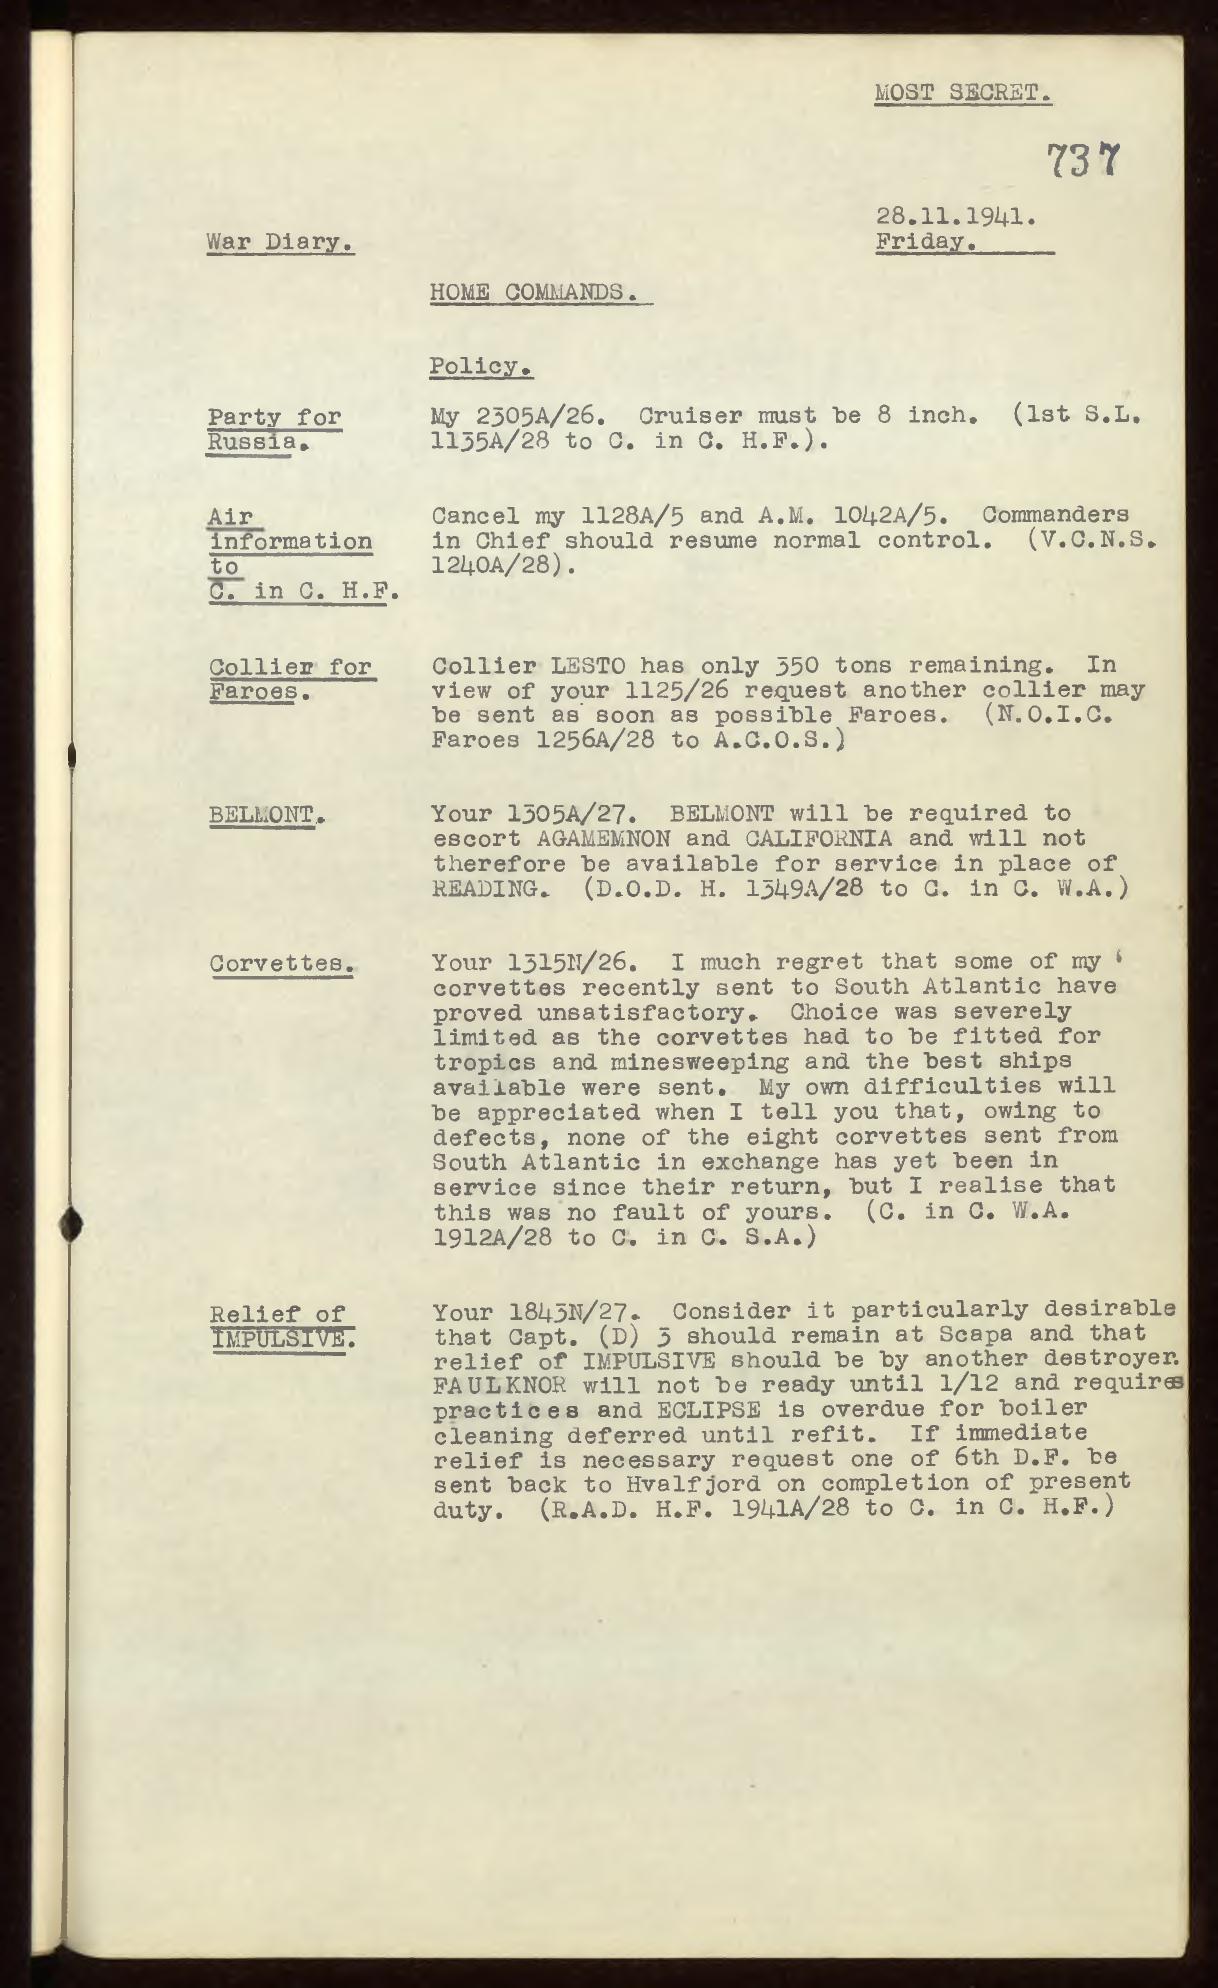 MOST SECRET.
737
28.11.1941.
War Diary.
Friday.
HOME COMMANDS.
Policy.
Party for
Russia.
My 2305A/26. Cruiser must be 8 inch. (1st S.L.
1135A/28 to C. in C. H.F.).
Air
information
to
C. in C. H.F.
Cancel my 1128A/5 and A.M. 1042A/5. Commanders
in Chief should resume normal control. (V.C.N.S.
1240A/28).
Collier for
Faroes.
Collier LESTO has only 350 tons remaining. In
view of your 1125/26 request another collier may
be sent as soon as possible Faroes. (N.O.I.C.
Faroes 1256A/28 to A.C.O.S.)
BELMONT.
Your 1305A/27. BELMONT will be required to
escort AGAMEMNON and CALIFORNIA and will not
therefore be available for service in place of
READING. (D.O.D. H. 1349A/28 to C. in C. W.A.)
Corvettes.
Your 1315N/26. I much regret that some of my
corvettes recently sent to South Atlantic have
proved unsatisfactory. Choice was severely
limited as the corvettes had to be fitted for
tropics and minesweeping and the best ships
available were sent. My own difficulties will
be appreciated when I tell you that, owing to
defects, none of the eight corvettes sent from
South Atlantic in exchange has yet been in
service since their return, but I realise that
this was no fault of yours. (C. in C. W.A.
1912A/28 to C. in C. S.A.)
Relief of
IMPULSIVE.
Your 1843N/27. Consider it particularly desirable
that Capt. (D) 3 should remain at Scapa and that
relief of IMPULSIVE should be by another destroyer.
FAULKNOR will not be ready until 1/12 and requires
practices and ECLIPSE is overdue for boiler
cleaning deferred until refit. If immediate
relief is necessary request one of 6th D.F. be
sent back to Hvalfjord on completion of present
duty. (R.A.D. H.F. 1941A/28 to C. in C. H.F.)